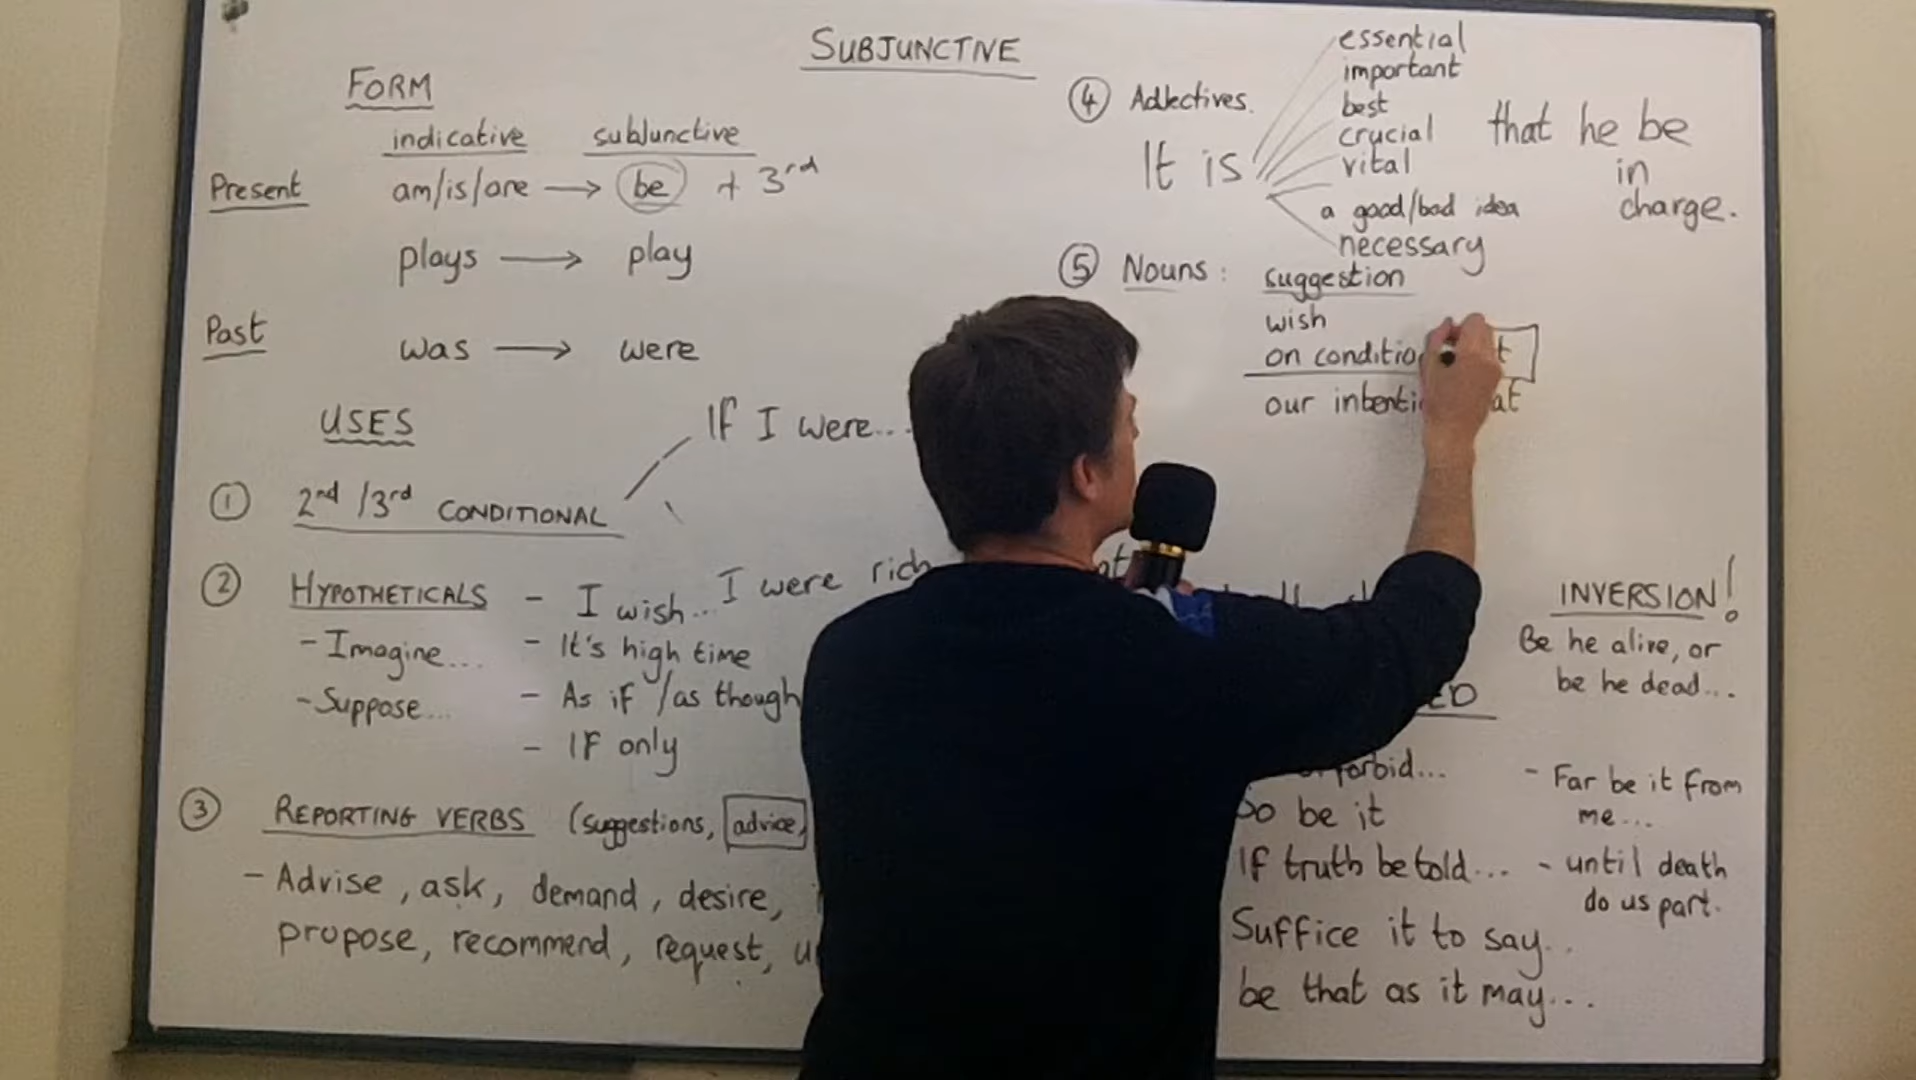 SUBJUNCTIVE
FORM
indicative subjunctive
Present am/is/are → be + 3rd
plays → play
Past was → were
USES
If I were...
① 2nd/3rd CONDITIONAL
② HYPOTHETICALS - I wish... I were rich
- Imagine... - It's high time
- Suppose... - As if /as though
- If only
③ REPORTING VERBS (suggestions, advice,
- Advise, ask, demand, desire,
propose, recommend, request,
④ Adjectives.
It is
essential
important
best
crucial
vital
a good/bad idea
necessary
that he be
in
charge.
⑤ Nouns: suggestion
wish
on condition
our intenti at
INVERSION!
Be he alive, or
be he dead...
forbid...
So be it
If truth be told...
Suffice it to say...
be that as it may...
- Far be it from
me...
- until death
do us part.